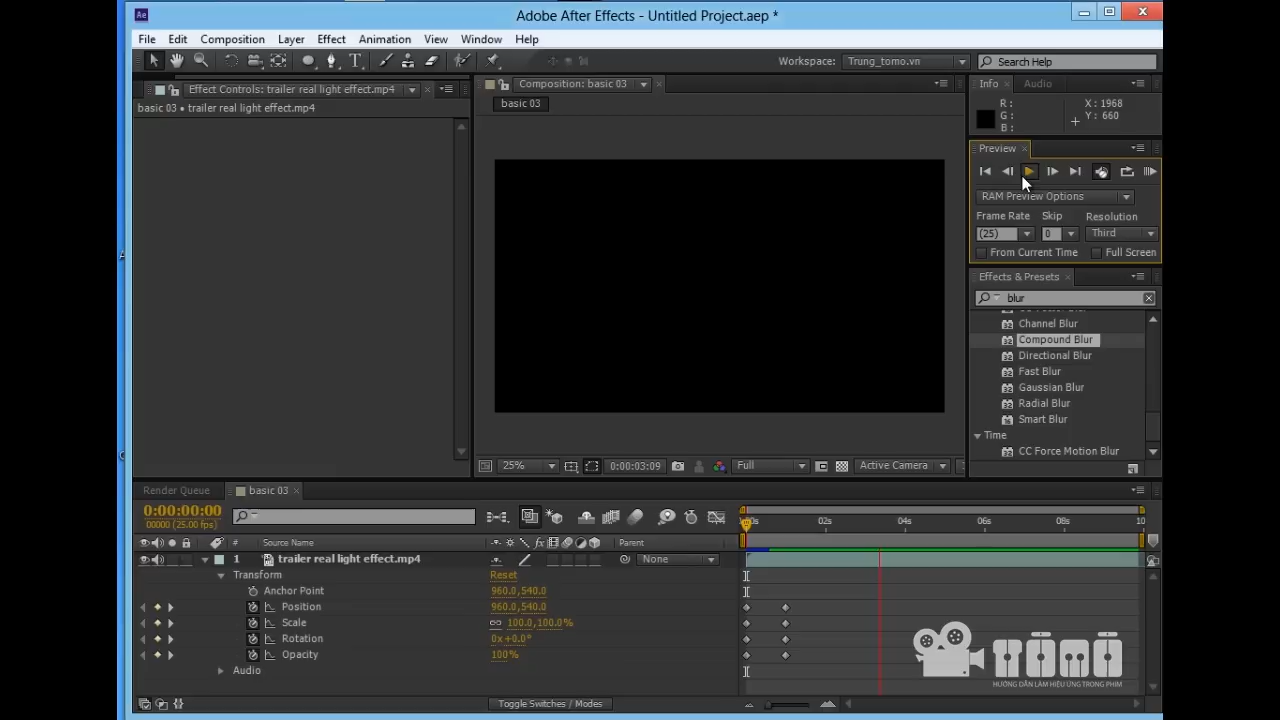 Adobe After Effects - Untitled Project.aep *
File Edit Composition Layer Effect Animation View Window Help
Workspace: Trung_tomo.vn Search Help
Effect Controls: trailer real light effect.mp4
basic 03 • trailer real light effect.mp4
Composition: basic 03
basic 03
25% 0:00:03:09 Full Active Camera
Info Audio
R : X : 1968
G : Y : 660
B :
Preview
RAM Preview Options
Frame Rate Skip Resolution
(25) 0 Third
From Current Time Full Screen
Effects & Presets
blur
Channel Blur
Compound Blur
Directional Blur
Fast Blur
Gaussian Blur
Radial Blur
Smart Blur
Time
CC Force Motion Blur
Render Queue basic 03
0:00:00:00
00000 (25.00 fps)
02s 04s 06s 08s 10
# Source Name Parent
1 trailer real light effect.mp4 None
Transform Reset
Anchor Point 960.0,540.0
Position 960.0,540.0
Scale 100.0,100.0%
Rotation 0x+0.0°
Opacity 100%
Audio
Toggle Switches / Modes
TOMO
HƯỚNG DẪN LÀM HIỆU ỨNG TRONG PHIM